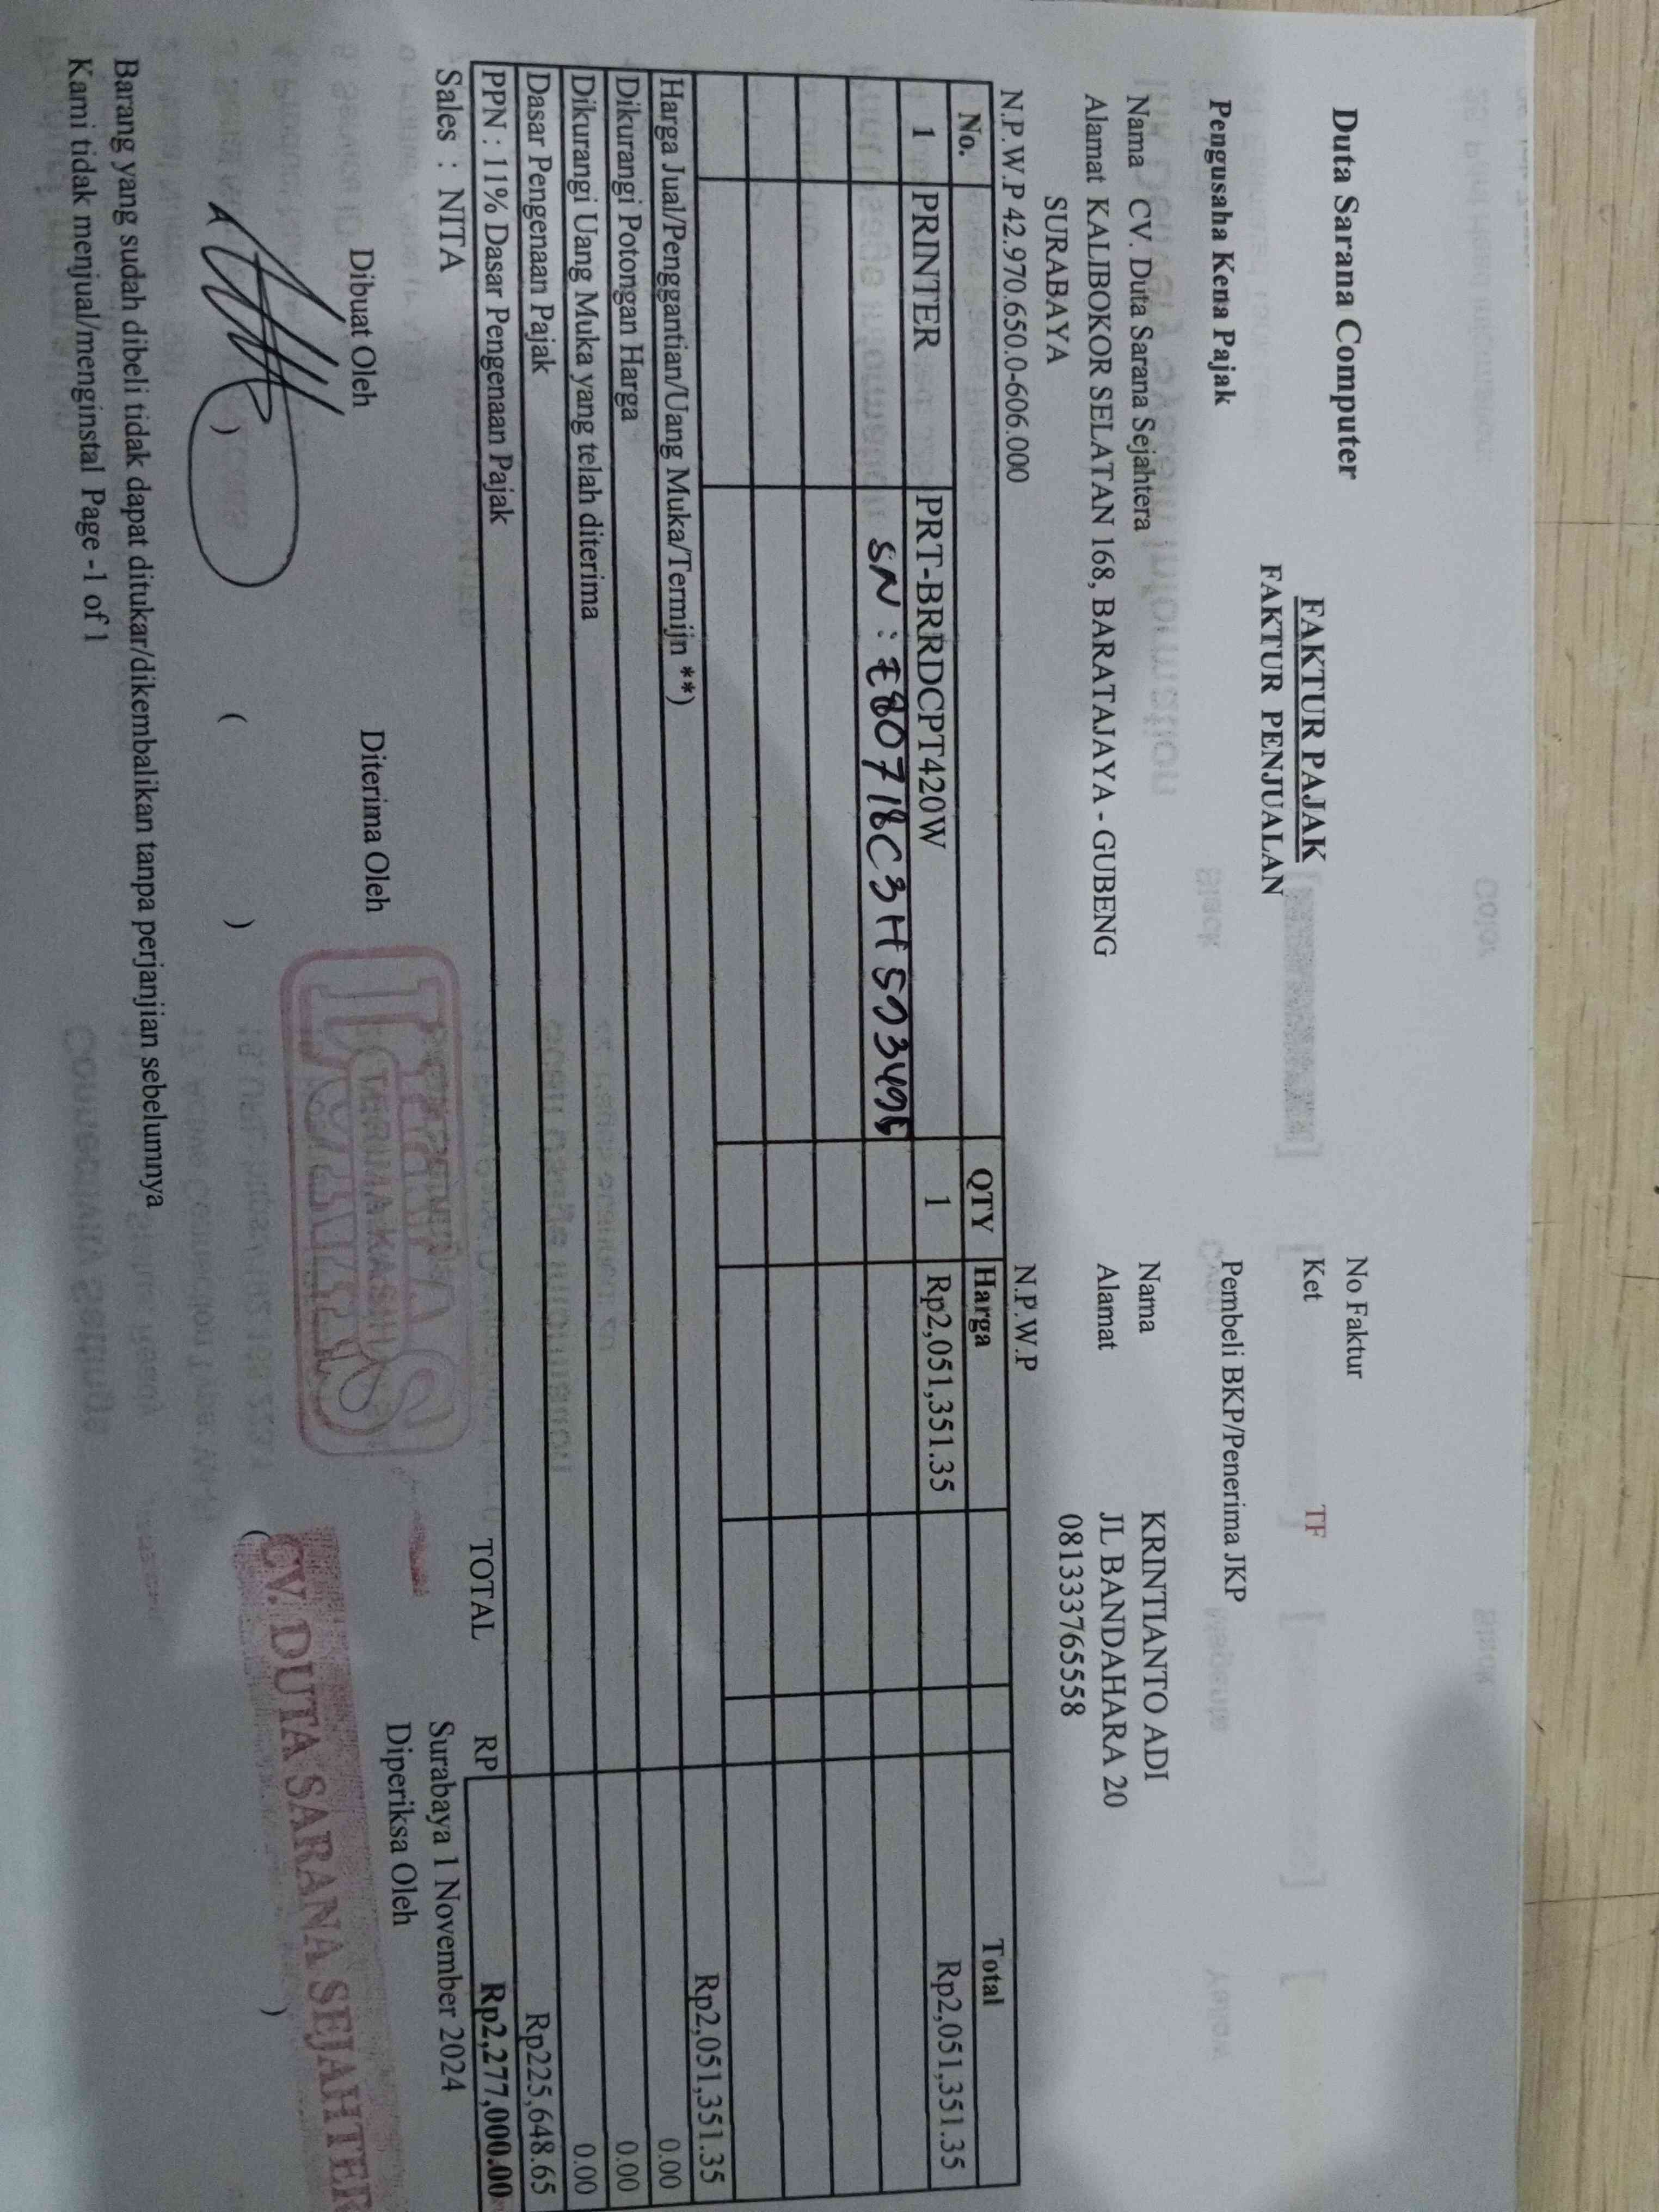 Duta Sarana Computer
No Faktur
FAKTUR PAJAK
Ket TF
FAKTUR PENJUALAN
Pengusaha Kena Pajak
Pembeli BKP/Penerima JKP
Nama CV. Duta Sarana Sejahtera
Nama KRINTIANTO ADI
Alamat KALIBOKOR SELATAN 168, BARATAJAYA - GUBENG
Alamat JL BANDAHARA 20
SURABAYA
081333765558
N.P.W.P 42.970.650.0-606.000
N.P.W.P
No. QTY Harga Total
1 PRINTER PRT-BRRDCPT420W 1 Rp2,051,351.35 Rp2,051,351.35
SN : E80718C3H503496
Harga Jual/Penggantian/Uang Muka/Termijn **) Rp2,051,351.35
Dikurangi Potongan Harga 0.00
Dikurangi Uang Muka yang telah diterima 0.00
Dasar Pengenaan Pajak 0.00
PPN : 11% Dasar Pengenaan Pajak Rp225,648.65
TOTAL RP Rp2,277,000.00
Sales : NITA
Surabaya 1 November 2024
Dibuat Oleh Diterima Oleh Diperiksa Oleh
LUNAS
TERIMA KASIH
CV. DUTA SARANA SEJAHTER
) ( ) ( )
Barang yang sudah dibeli tidak dapat ditukar/dikembalikan tanpa perjanjian sebelumnya
Kami tidak menjual/menginstal Page -1 of 1